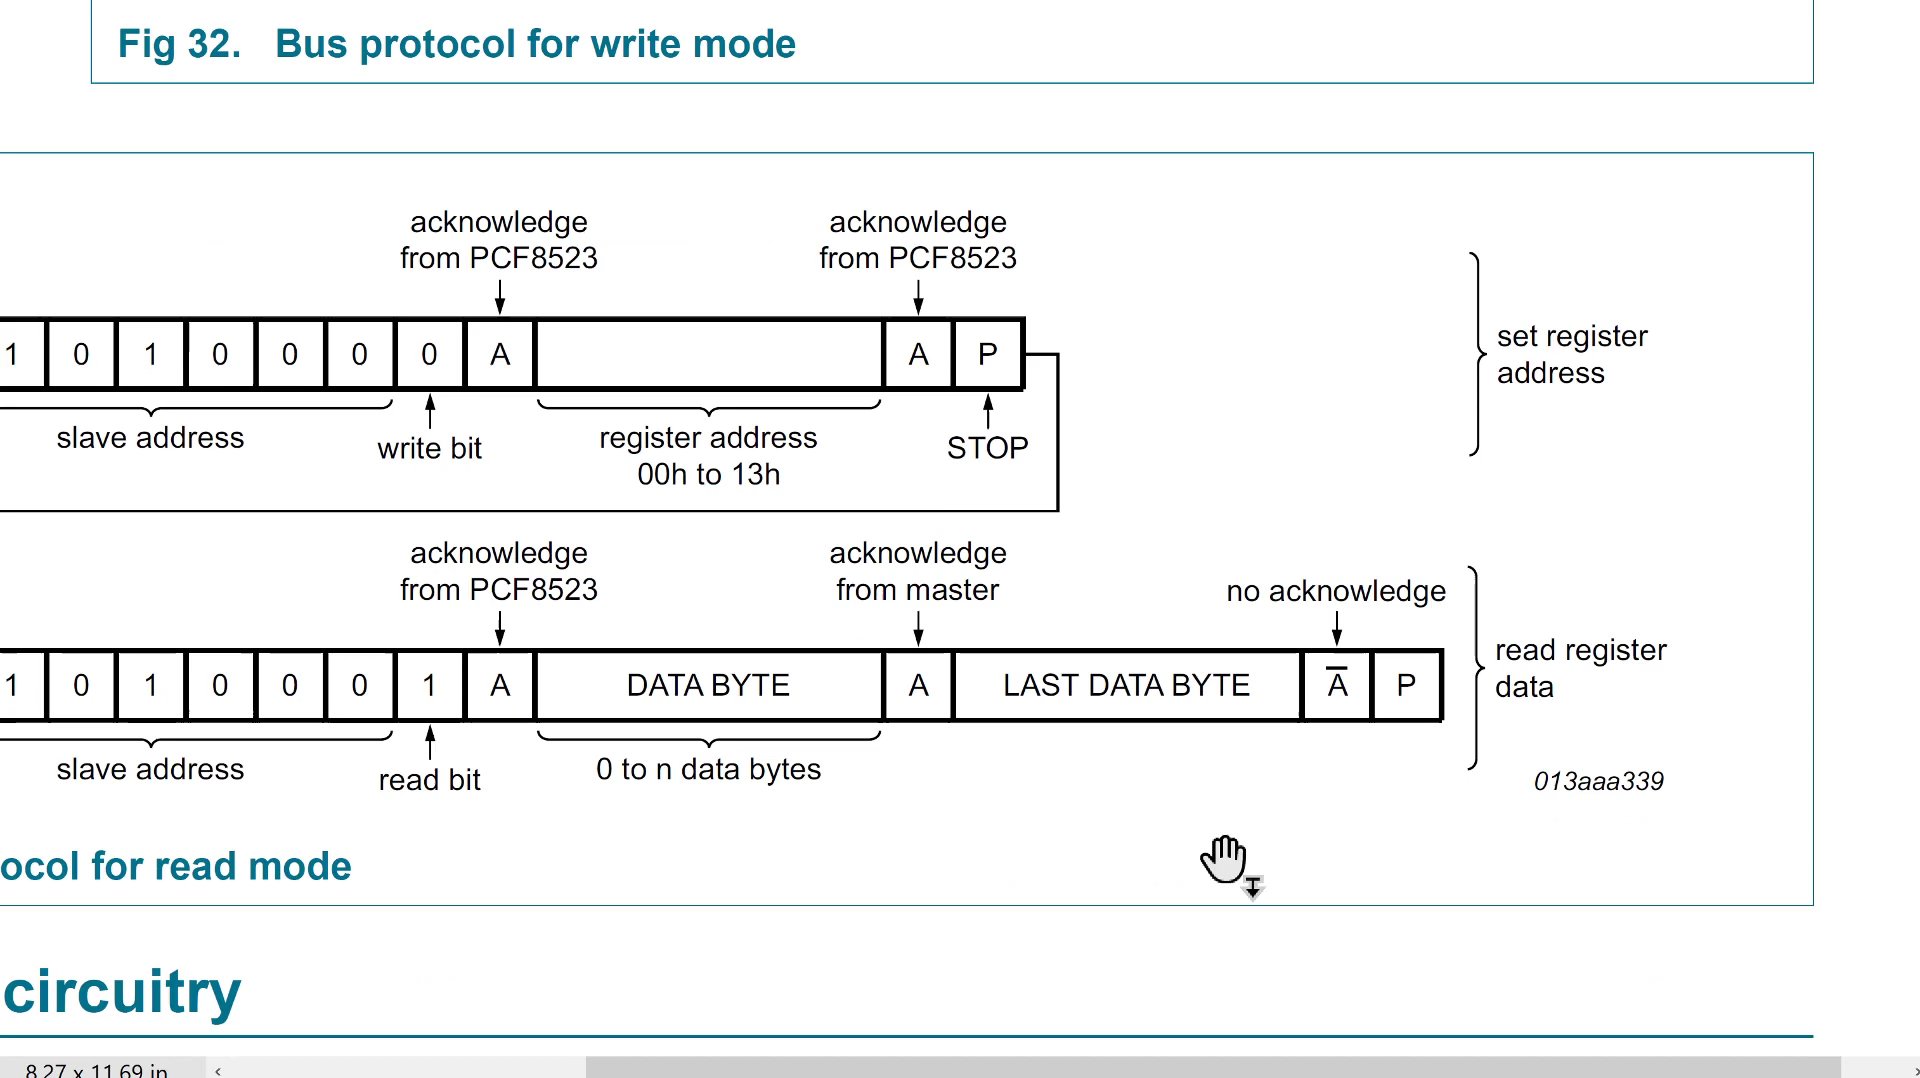 Fig 32. Bus protocol for write mode
acknowledge
from PCF8523
acknowledge
from PCF8523
1 0 1 0 0 0 0 A A P
set register
address
slave address
write bit
register address
00h to 13h
STOP
acknowledge
from PCF8523
acknowledge
from master
no acknowledge
1 0 1 0 0 0 1 A DATA BYTE A LAST DATA BYTE A̅ P
read register
data
slave address
read bit
0 to n data bytes
013aaa339
ocol for read mode
circuitry
8.27 x 11.69 in